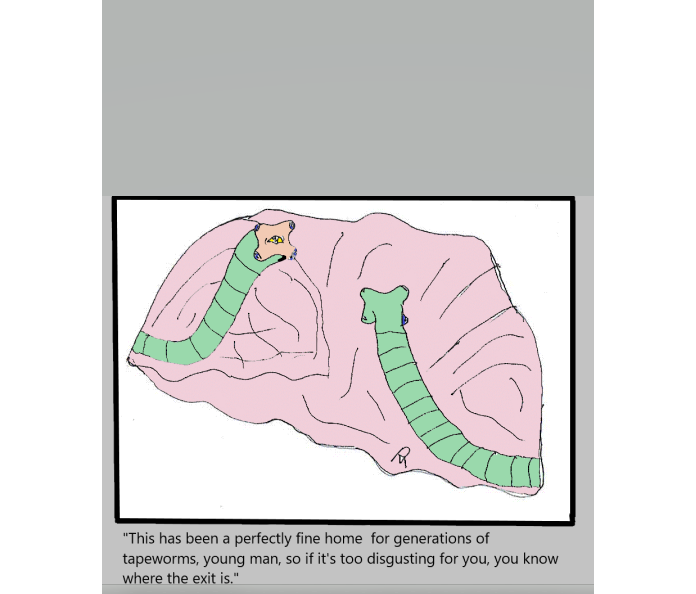 "This has been a perfectly fine home  for generations of
tapeworms, young man, so if it's too disgusting for you, you know
where the exit is."